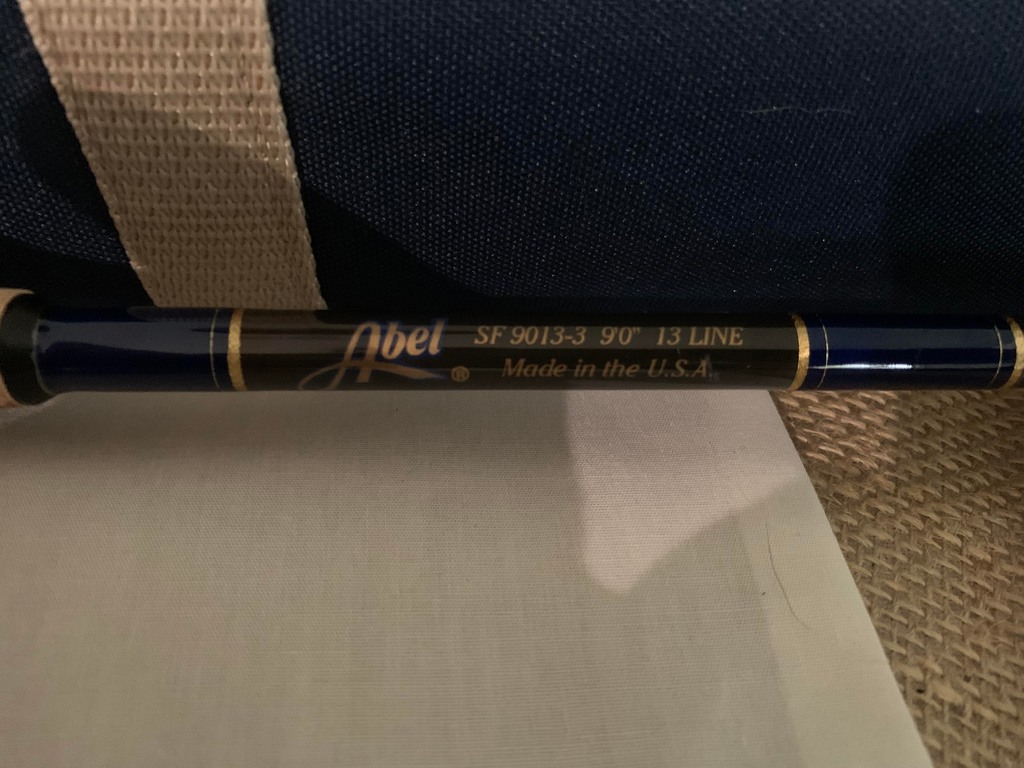 Abel® SF 9013-3 9'0" 13 LINE
Made in the U.S.A.